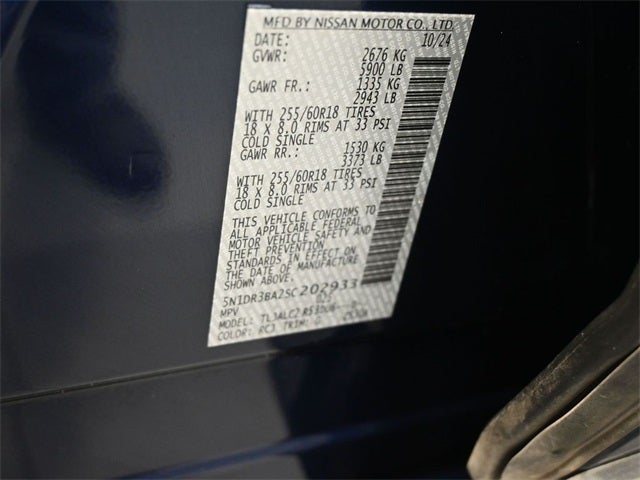 MFD BY NISSAN MOTOR CO., LTD.
DATE: 10/24
GVWR: 2676 KG
5900 LB
GAWR FR.: 1335 KG
2943 LB
WITH 255/60R18 TIRES
18 X 8.0 RIMS AT 33 PSI
COLD SINGLE
GAWR RR.: 1530 KG
3373 LB
WITH 255/60R18 TIRES
18 X 8.0 RIMS AT 33 PSI
COLD SINGLE
THIS VEHICLE CONFORMS TO
ALL APPLICABLE FEDERAL
MOTOR VEHICLE SAFETY AND
THEFT PREVENTION
STANDARDS IN EFFECT ON
THE DATE OF MANUFACTURE
SHOWN ABOVE.
5N1DR3BA2SC202933
MPV
MODEL:
COLOR: RCJ TRIM: G